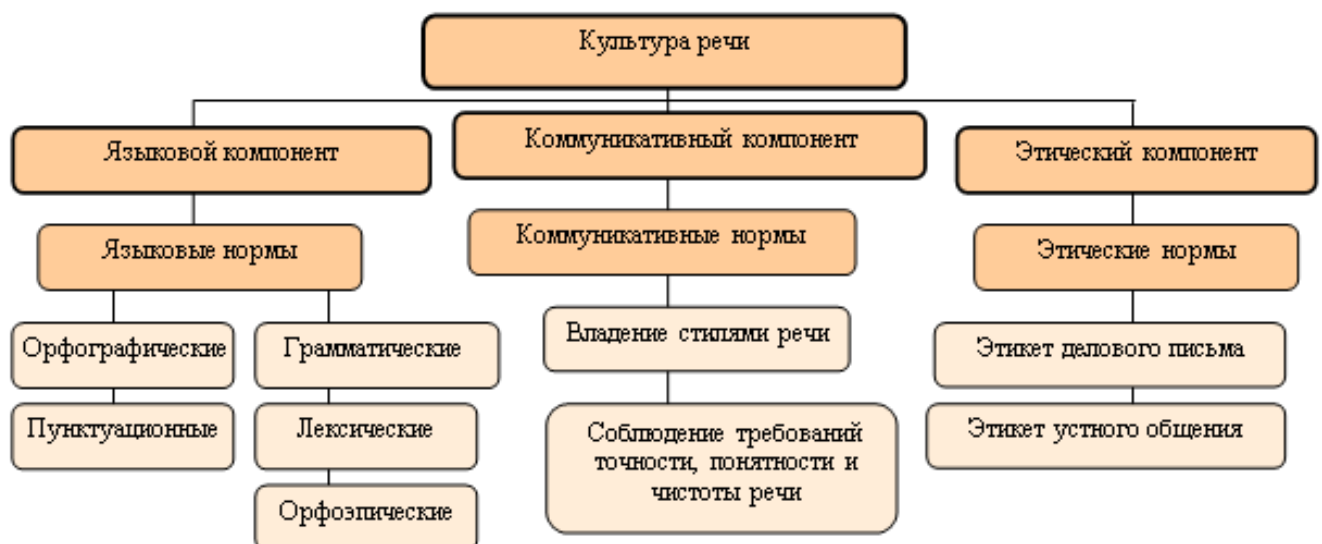 Культура речи
Языковой компонент
Коммуникативный компонент
Этический компонент
Языковые нормы
Коммуникативные нормы
Этические нормы
Орфографические
Грамматические
Владение стилями речи
Этикет делового письма
Пунктуационные
Лексические
Соблюдение требований
точности, понятности и
чистоты речи
Этикет устного общения
Орфоэпические